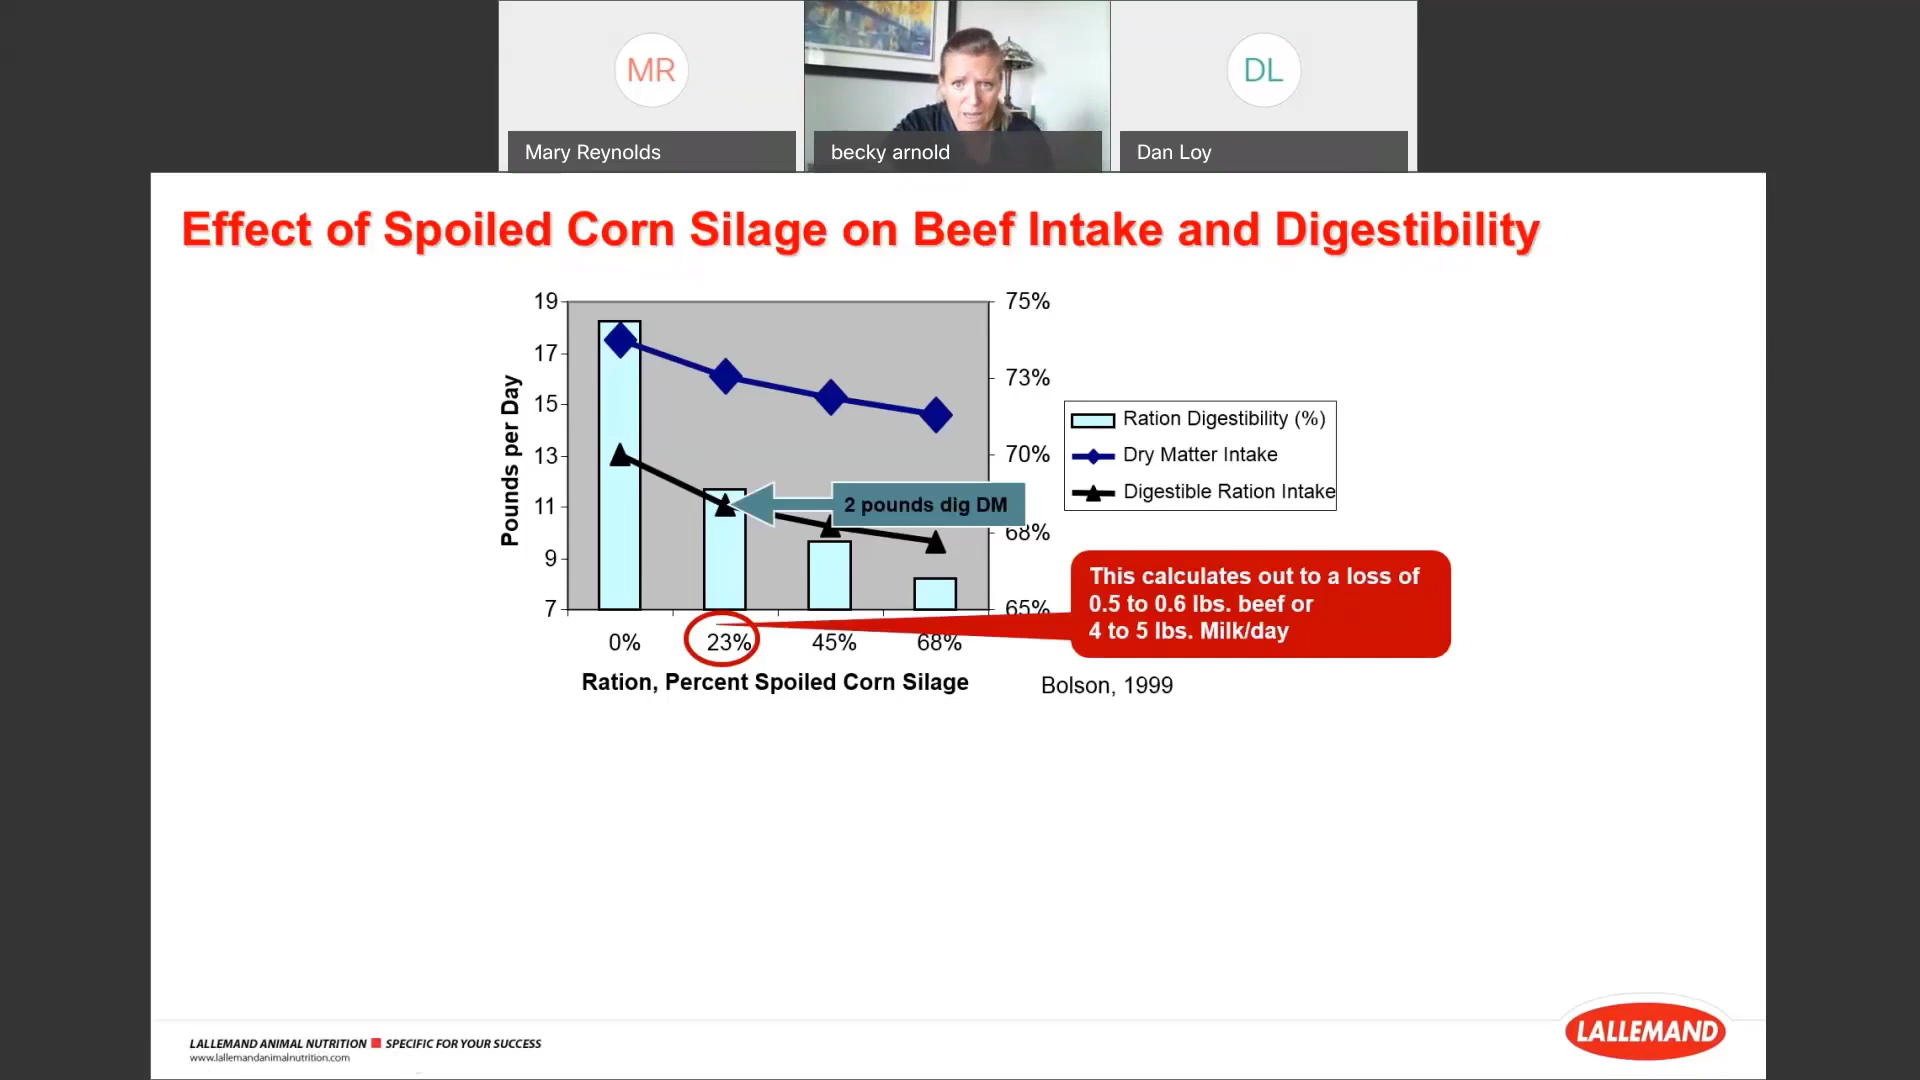 MR
DL
Mary Reynolds
becky arnold
Dan Loy
Effect of Spoiled Corn Silage on Beef Intake and Digestibility
19
17
15
13
11
9
7
Pounds per Day
75%
73%
70%
68%
65%
2 pounds dig DM
0%
23%
45%
68%
Ration, Percent Spoiled Corn Silage
Ration Digestibility (%)
Dry Matter Intake
Digestible Ration Intake
This calculates out to a loss of
0.5 to 0.6 lbs. beef or
4 to 5 lbs. Milk/day
Bolson, 1999
LALLEMAND ANIMAL NUTRITION SPECIFIC FOR YOUR SUCCESS
www.lallemandanimalnutrition.com
LALLEMAND